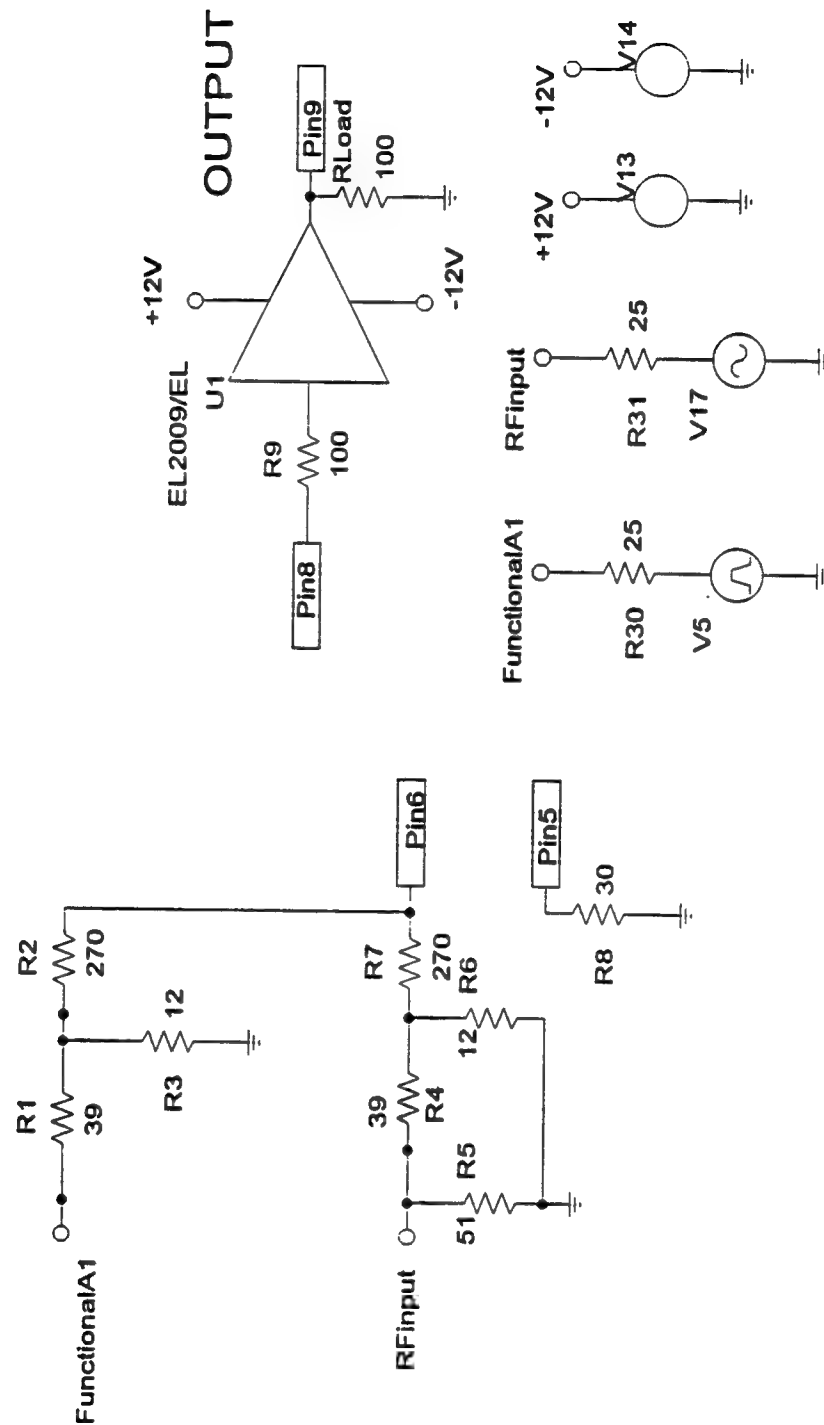 FunctionalA1
R1
39
R3
12
R2
270
RFinput
51
R5
39
R4
12
R6
R7
270
Pin6
Pin5
R8
30
Pin8
R9
100
EL2009/EL
U1
+12V
-12V
OUTPUT
Pin9
RLoad
100
FunctionalA1
R30
25
V5
RFinput
R31
25
V17
+12V
V13
-12V
V14